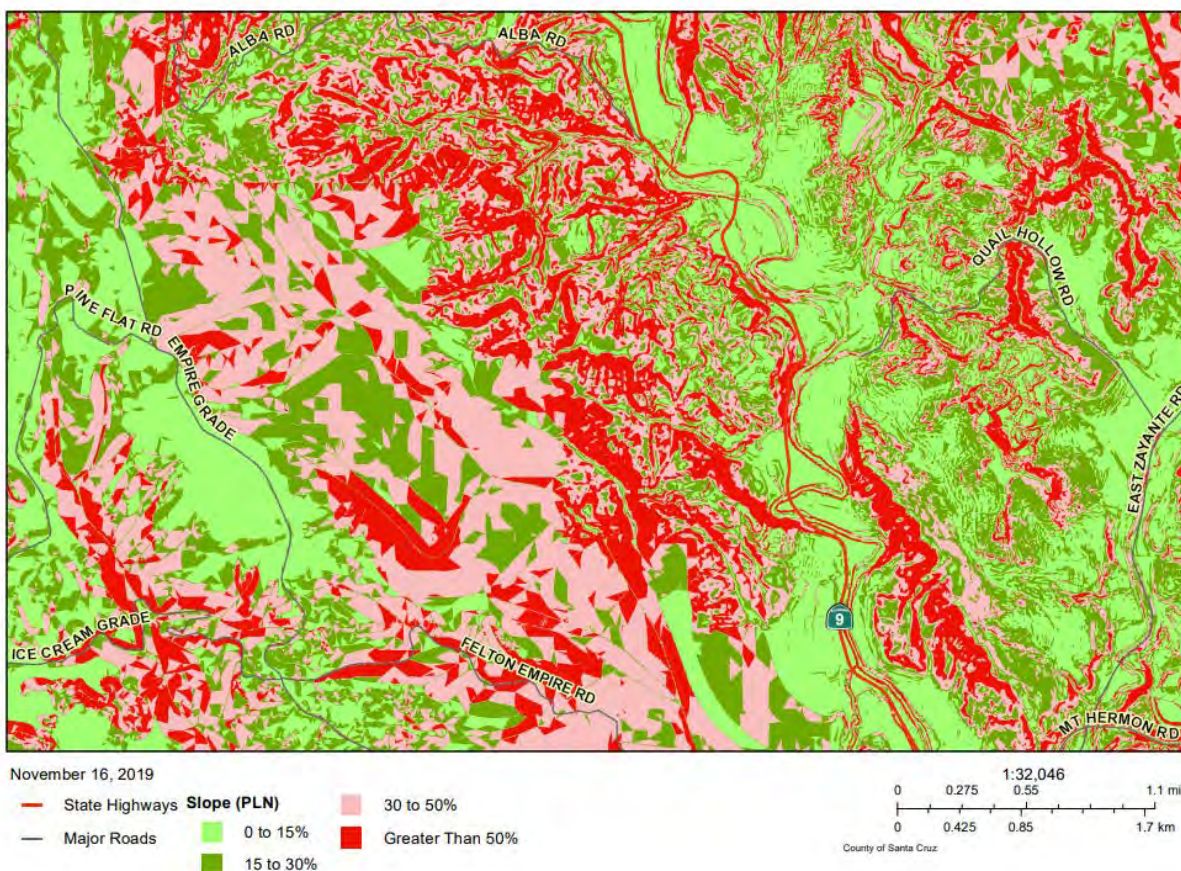 ALBA RD
ALBA RD
QUAIL HOLLOW RD
PINE FLAT RD
EMPIRE GRADE
EAST ZAYANTE RD
9
ICE CREAM GRADE
FELTON EMPIRE RD
MT HERMON RD
November 16, 2019
State Highways
Major Roads
Slope (PLN)
0 to 15%
15 to 30%
30 to 50%
Greater Than 50%
1:32,046
0 0.275 0.55 1.1 mi
0 0.425 0.85 1.7 km
County of Santa Cruz